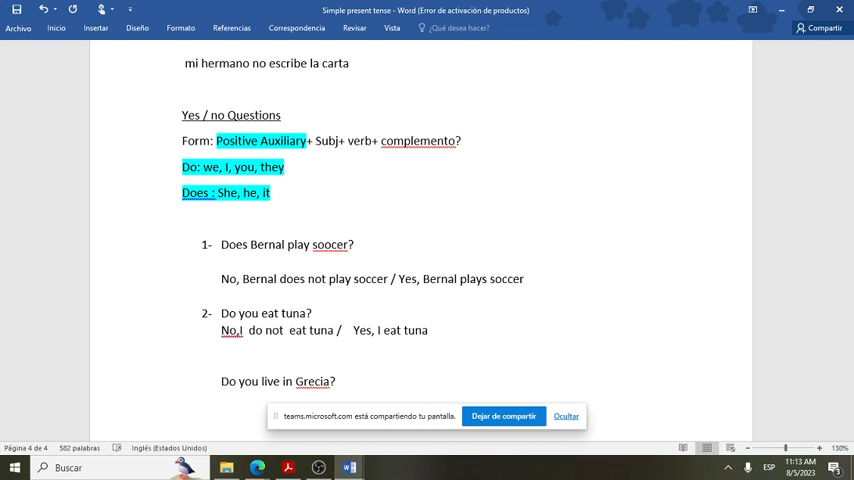 Simple present tense - Word (Error de activación de productos)
Archivo Inicio Insertar Diseño Formato Referencias Correspondencia Revisar Vista ¿Qué desea hacer? Compartir
mi hermano no escribe la carta
Yes / no Questions
Form: Positive Auxiliary+ Subj+ verb+ complemento?
Do: we, I, you, they
Does : She, he, it
1- Does Bernal play soocer?
No, Bernal does not play soccer / Yes, Bernal plays soccer
2- Do you eat tuna?
No,I do not eat tuna / Yes, I eat tuna
Do you live in Grecia?
teams.microsoft.com está compartiendo tu pantalla. Dejar de compartir Ocultar
Página 4 de 4 582 palabras Inglés (Estados Unidos) 130%
Buscar ESP 11:13 AM
8/5/2023 3